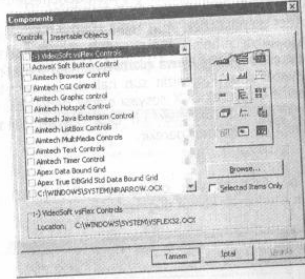 Components
Controls
Insertable Objects
:-) VideoSoft vsFlex Controls
ActiveX Soft Button Control
Aimtech Browser Control
Aimtech CGI Control
Aimtech Graphic control
Aimtech Hotspot Control
Aimtech Java Extension Control
Aimtech ListBox Controls
Aimtech MultiMedia Controls
Aimtech Text Controls
Aimtech Timer Control
Apex Data Bound Grid
Apex True DBGrid Std Data Bound Grid
C:\WINDOWS\SYSTEM\NRARROW.OCX
Browse...
Selected Items Only
:-) VideoSoft vsFlex Controls
Location: C:\WINDOWS\SYSTEM\VSFLEX32.OCX
Tamam
İptal